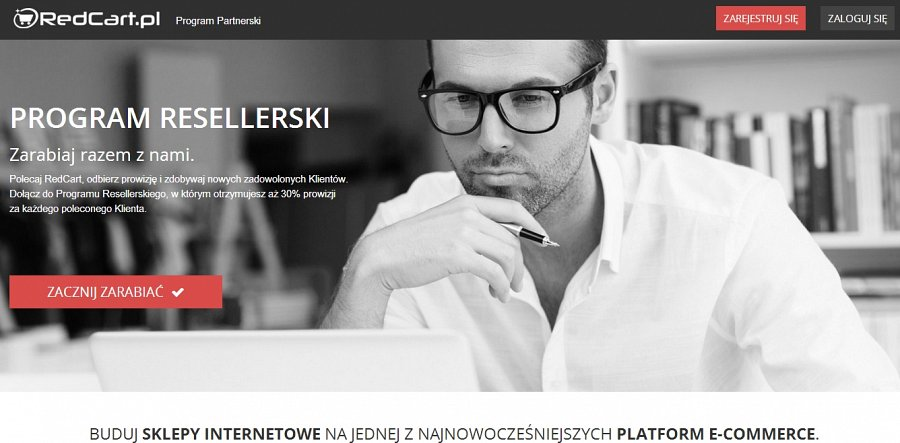 RedCart.pl Program Partnerski ZAREJESTRUJ SIĘ ZALOGUJ SIĘ
PROGRAM RESELLERSKI
Zarabiaj razem z nami.
Polecaj RedCart, odbierz prowizję i zdobywaj nowych zadowolonych Klientów.
Dołącz do Programu Resellerskiego, w którym otrzymujesz aż 30% prowizji
za każdego poleconego Klienta.
ZACZNIJ ZARABIAĆ
BUDUJ SKLEPY INTERNETOWE NA JEDNEJ Z NAJNOWOCZEŚNIEJSZYCH PLATFORM E-COMMERCE.